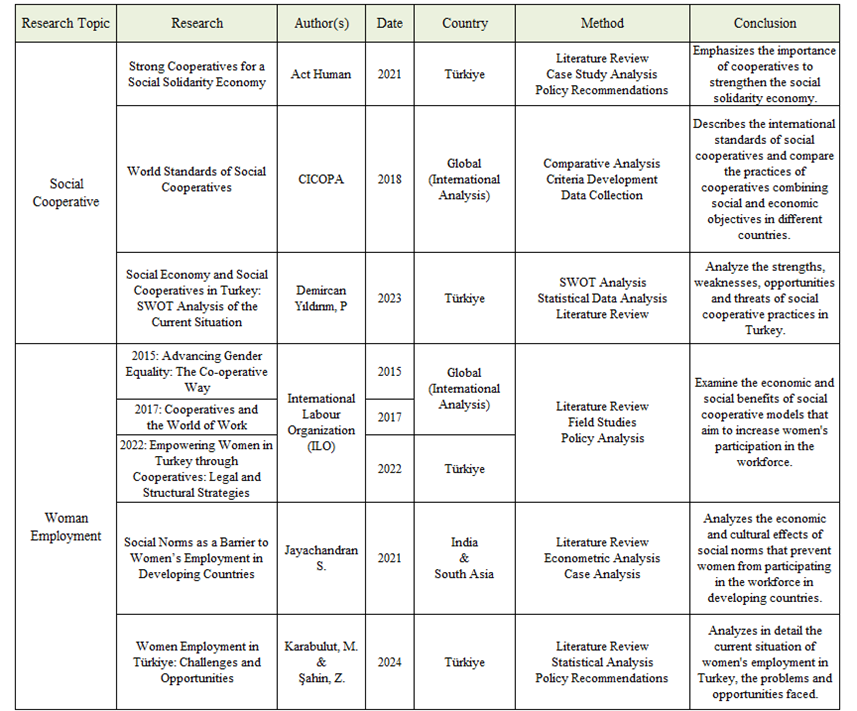 Research Topic
Research
Author(s)
Date
Country
Method
Conclusion
Social
Cooperative
Strong Cooperatives for a
Social Solidarity Economy
Act Human
2021
Türkiye
Literature Review
Case Study Analysis
Policy Recommendations
Emphasizes the importance
of cooperatives to
strengthen the social
solidarity economy.
World Standards of Social
Cooperatives
CICOPA
2018
Global
(International
Analysis)
Comparative Analysis
Criteria Development
Data Collection
Describes the international
standards of social
cooperatives and compare
the practices of
cooperatives combining
social and economic
objectives in different
countries.
Social Economy and Social
Cooperatives in Turkey:
SWOT Analysis of the
Current Situation
Demircan
Yıldırım, P
2023
Türkiye
SWOT Analysis
Statistical Data Analysis
Literature Review
Analyze the strengths,
weaknesses, opportunities
and threats of social
cooperative practices in
Turkey.
Woman
Employment
2015: Advancing Gender
Equality: The Co-operative
Way
2017: Cooperatives and
the World of Work
2022: Empowering Women in
Turkey through
Cooperatives: Legal and
Structural Strategies
International
Labour
Organization
(ILO)
2015
2017
2022
Global
(International
Analysis)
Türkiye
Literature Review
Field Studies
Policy Analysis
Examine the economic and
social benefits of social
cooperative models that
aim to increase women's
participation in the
workforce.
Social Norms as a Barrier to
Women’s Employment in
Developing Countries
Jayachandran
S.
2021
India
&
South Asia
Literature Review
Econometric Analysis
Case Analysis
Analyzes the economic
and cultural effects of
social norms that prevent
women from participating
in the workforce in
developing countries.
Women Employment in
Türkiye: Challenges and
Opportunities
Karabulut, M.
&
Şahin, Z.
2024
Türkiye
Literature Review
Statistical Analysis
Policy Recommendations
Analyzes in detail the
current situation of
women's employment in
Turkey, the problems and
opportunities faced.